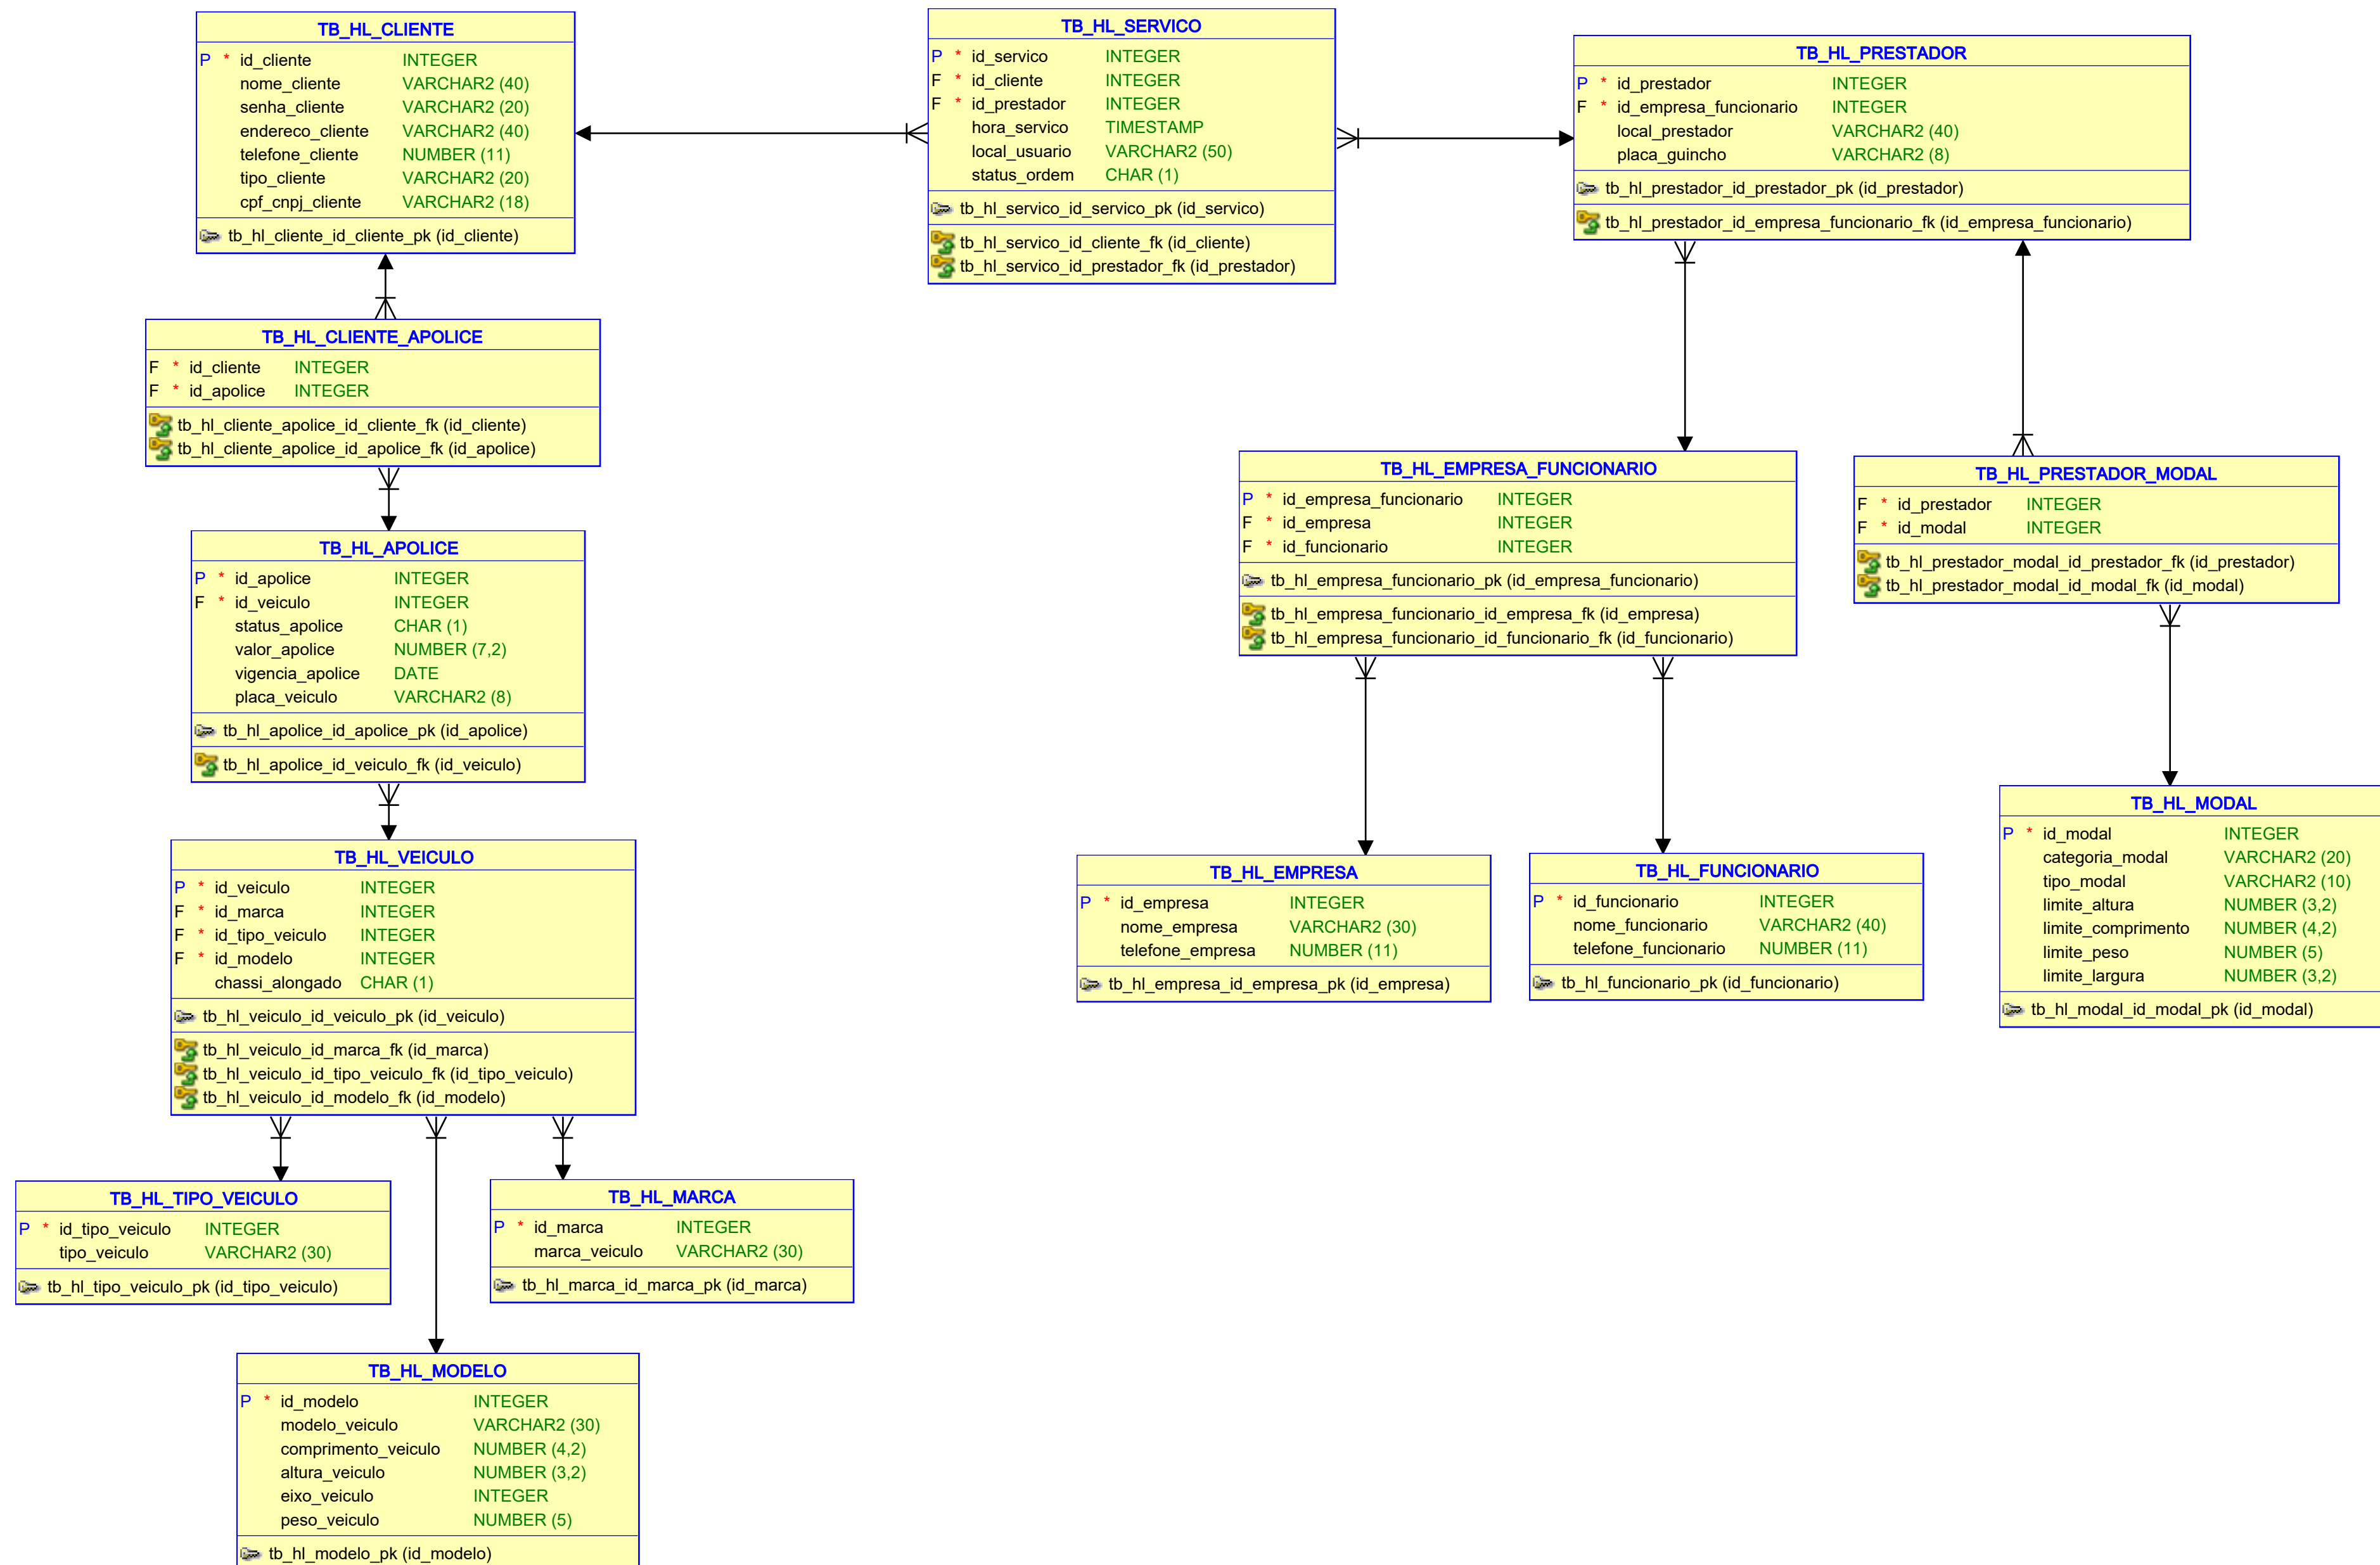 TB_HL_CLIENTE
P * id_cliente INTEGER
nome_cliente VARCHAR2 (40)
senha_cliente VARCHAR2 (20)
endereco_cliente VARCHAR2 (40)
telefone_cliente NUMBER (11)
tipo_cliente VARCHAR2 (20)
cpf_cnpj_cliente VARCHAR2 (18)
tb_hl_cliente_id_cliente_pk (id_cliente)
TB_HL_SERVICO
P * id_servico INTEGER
F * id_cliente INTEGER
F * id_prestador INTEGER
hora_servico TIMESTAMP
local_usuario VARCHAR2 (50)
status_ordem CHAR (1)
tb_hl_servico_id_servico_pk (id_servico)
tb_hl_servico_id_cliente_fk (id_cliente)
tb_hl_servico_id_prestador_fk (id_prestador)
TB_HL_PRESTADOR
P * id_prestador INTEGER
F * id_empresa_funcionario INTEGER
local_prestador VARCHAR2 (40)
placa_guincho VARCHAR2 (8)
tb_hl_prestador_id_prestador_pk (id_prestador)
tb_hl_prestador_id_empresa_funcionario_fk (id_empresa_funcionario)
TB_HL_CLIENTE_APOLICE
F * id_cliente INTEGER
F * id_apolice INTEGER
tb_hl_cliente_apolice_id_cliente_fk (id_cliente)
tb_hl_cliente_apolice_id_apolice_fk (id_apolice)
TB_HL_APOLICE
P * id_apolice INTEGER
F * id_veiculo INTEGER
status_apolice CHAR (1)
valor_apolice NUMBER (7,2)
vigencia_apolice DATE
placa_veiculo VARCHAR2 (8)
tb_hl_apolice_id_apolice_pk (id_apolice)
tb_hl_apolice_id_veiculo_fk (id_veiculo)
TB_HL_EMPRESA_FUNCIONARIO
P * id_empresa_funcionario INTEGER
F * id_empresa INTEGER
F * id_funcionario INTEGER
tb_hl_empresa_funcionario_pk (id_empresa_funcionario)
tb_hl_empresa_funcionario_id_empresa_fk (id_empresa)
tb_hl_empresa_funcionario_id_funcionario_fk (id_funcionario)
TB_HL_PRESTADOR_MODAL
F * id_prestador INTEGER
F * id_modal INTEGER
tb_hl_prestador_modal_id_prestador_fk (id_prestador)
tb_hl_prestador_modal_id_modal_fk (id_modal)
TB_HL_VEICULO
P * id_veiculo INTEGER
F * id_marca INTEGER
F * id_tipo_veiculo INTEGER
F * id_modelo INTEGER
chassi_alongado CHAR (1)
tb_hl_veiculo_id_veiculo_pk (id_veiculo)
tb_hl_veiculo_id_marca_fk (id_marca)
tb_hl_veiculo_id_tipo_veiculo_fk (id_tipo_veiculo)
tb_hl_veiculo_id_modelo_fk (id_modelo)
TB_HL_EMPRESA
P * id_empresa INTEGER
nome_empresa VARCHAR2 (30)
telefone_empresa NUMBER (11)
tb_hl_empresa_id_empresa_pk (id_empresa)
TB_HL_FUNCIONARIO
P * id_funcionario INTEGER
nome_funcionario VARCHAR2 (40)
telefone_funcionario NUMBER (11)
tb_hl_funcionario_pk (id_funcionario)
TB_HL_MODAL
P * id_modal INTEGER
categoria_modal VARCHAR2 (20)
tipo_modal VARCHAR2 (10)
limite_altura NUMBER (3,2)
limite_comprimento NUMBER (4,2)
limite_peso NUMBER (5)
limite_largura NUMBER (3,2)
tb_hl_modal_id_modal_pk (id_modal)
TB_HL_TIPO_VEICULO
P * id_tipo_veiculo INTEGER
tipo_veiculo VARCHAR2 (30)
tb_hl_tipo_veiculo_pk (id_tipo_veiculo)
TB_HL_MARCA
P * id_marca INTEGER
marca_veiculo VARCHAR2 (30)
tb_hl_marca_id_marca_pk (id_marca)
TB_HL_MODELO
P * id_modelo INTEGER
modelo_veiculo VARCHAR2 (30)
comprimento_veiculo NUMBER (4,2)
altura_veiculo NUMBER (3,2)
eixo_veiculo INTEGER
peso_veiculo NUMBER (5)
tb_hl_modelo_pk (id_modelo)